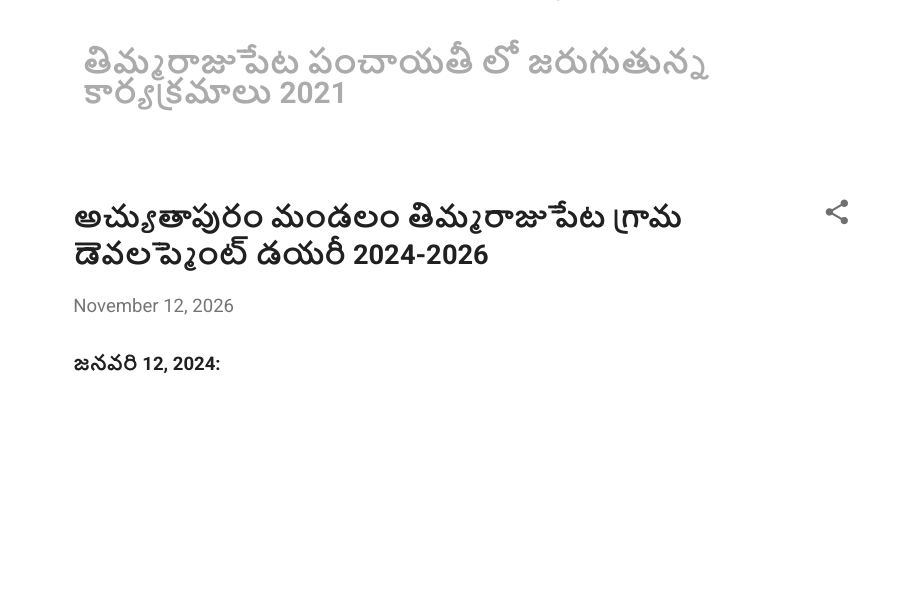 తిమ్మరాజుపేట పంచాయతీ లో జరుగుతున్న
కార్యక్రమాలు 2021
అచ్యుతాపురం మండలం తిమ్మరాజుపేట గ్రామ
డెవలప్మెంట్ డయరీ 2024-2026
November 12, 2026
జనవరి 12, 2024: